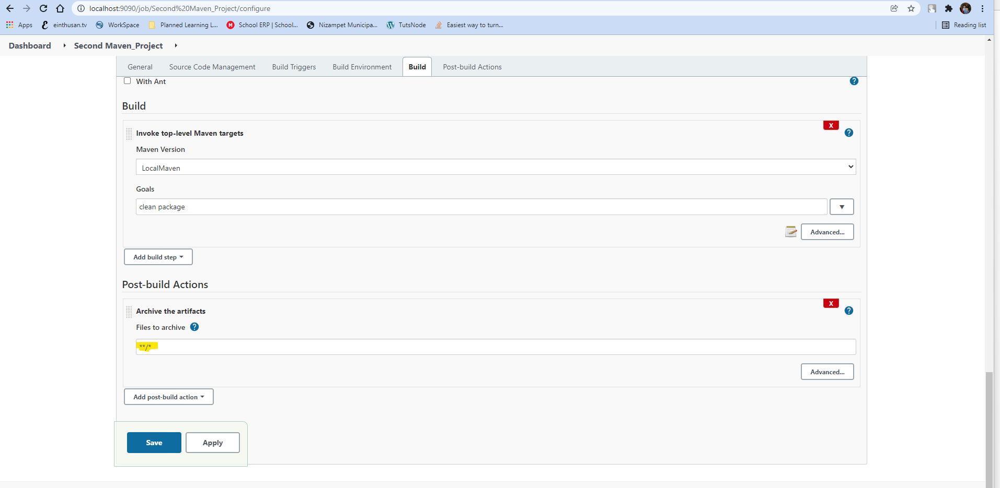 localhost:9090/job/Second%20Maven_Project/configure
Apps einthusan.tv WorkSpace Planned Learning L... School ERP | School... Nizampet Municipa... TutsNode Easiest way to turn... Reading list
Dashboard Second Maven_Project
General Source Code Management Build Triggers Build Environment Build Post-build Actions
With Ant ?
Build
X
Invoke top-level Maven targets ?
Maven Version
LocalMaven
Goals
clean package ▼
Advanced...
Add build step
Post-build Actions
X
Archive the artifacts ?
Files to archive ?
**/*
Advanced...
Add post-build action
Save Apply